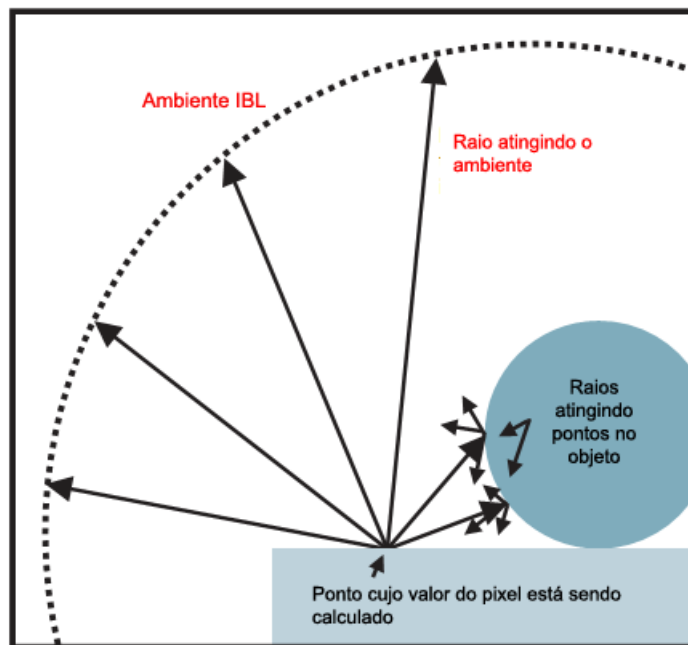 Ambiente IBL
Raio atingindo o
ambiente
Raios
atingindo
pontos no
objeto
Ponto cujo valor do pixel está sendo
calculado